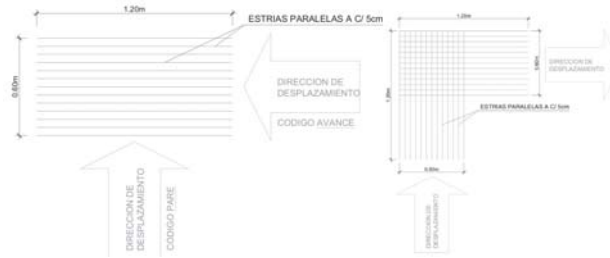 1.20m
ESTRIAS PARALELAS A C/ 5cm
0.60m
DIRECCION DE
DESPLAZAMIENTO
CODIGO AVANCE
DIRECCION DE
DESPLAZAMIENTO
CODIGO PARE
1.20m
0.60m
DIRECCION DE
DESPLAZAMIENTO
1.20m
ESTRIAS PARALELAS A C/ 5cm
0.60m
DIRECCION DE
DESPLAZAMIENTO